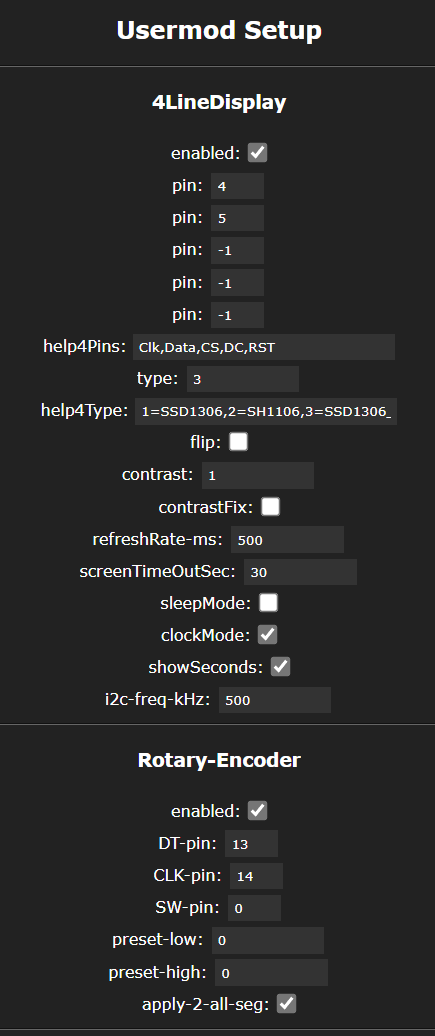 Usermod Setup
4LineDisplay
enabled:
pin: 4
pin: 5
pin: -1
pin: -1
pin: -1
help4Pins: Clk,Data,CS,DC,RST
type: 3
help4Type: 1=SSD1306,2=SH1106,3=SSD1306_
flip:
contrast: 1
contrastFix:
refreshRate-ms: 500
screenTimeOutSec: 30
sleepMode:
clockMode:
showSeconds:
i2c-freq-kHz: 500
Rotary-Encoder
enabled:
DT-pin: 13
CLK-pin: 14
SW-pin: 0
preset-low: 0
preset-high: 0
apply-2-all-seg: